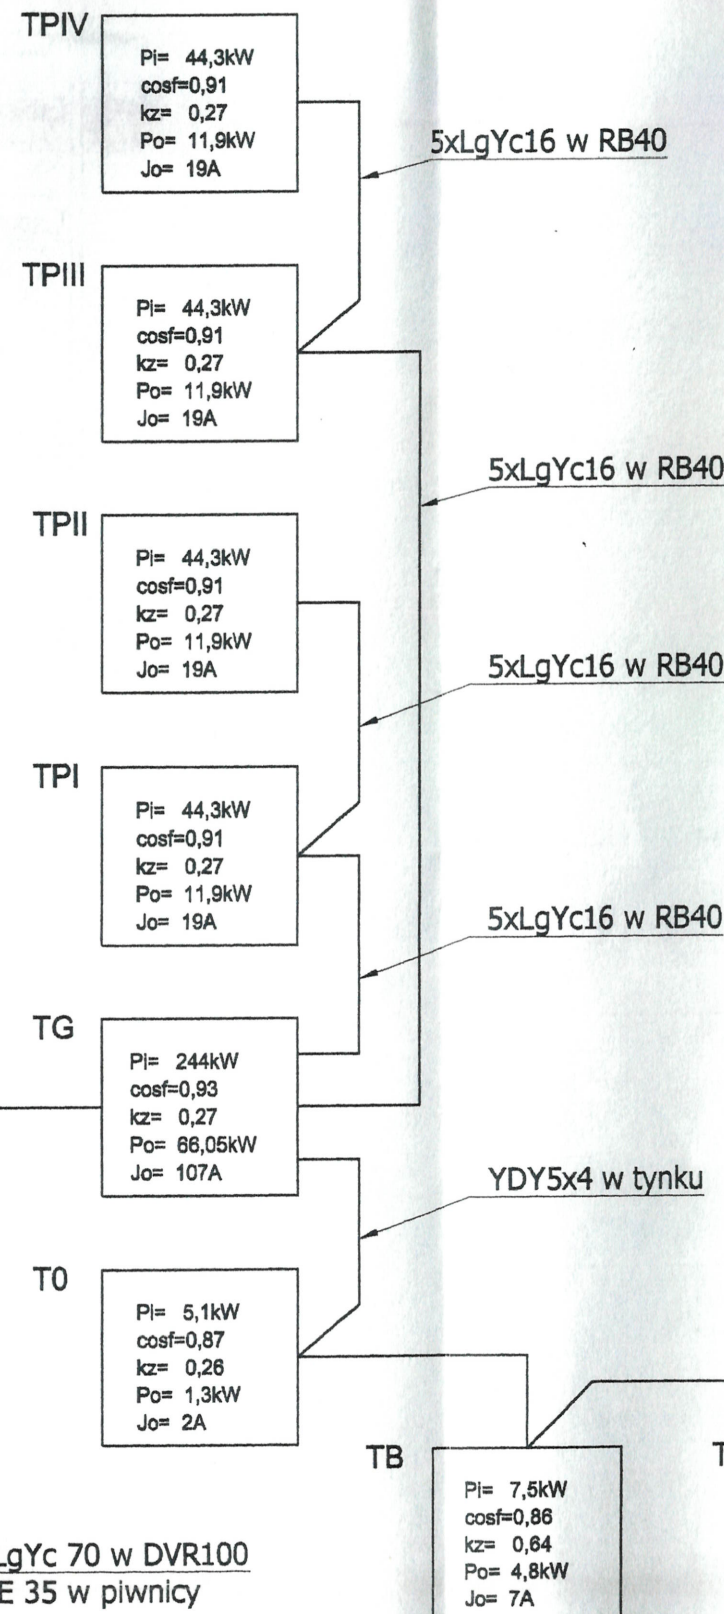 TPIV
Pi= 44,3kW
cosf=0,91
kz= 0,27
Po= 11,9kW
Jo= 19A
5xLgYc16 w RB40
TPIII
Pi= 44,3kW
cosf=0,91
kz= 0,27
Po= 11,9kW
Jo= 19A
5xLgYc16 w RB40
TPII
Pi= 44,3kW
cosf=0,91
kz= 0,27
Po= 11,9kW
Jo= 19A
5xLgYc16 w RB40
TPI
Pi= 44,3kW
cosf=0,91
kz= 0,27
Po= 11,9kW
Jo= 19A
5xLgYc16 w RB40
TG
Pi= 244kW
cosf=0,93
kz= 0,27
Po= 66,05kW
Jo= 107A
YDY5x4 w tynku
T0
Pi= 5,1kW
cosf=0,87
kz= 0,26
Po= 1,3kW
Jo= 2A
TB
Pi= 7,5kW
cosf=0,86
kz= 0,64
Po= 4,8kW
Jo= 7A
T
LgYc 70 w DVR100
E 35 w piwnicy